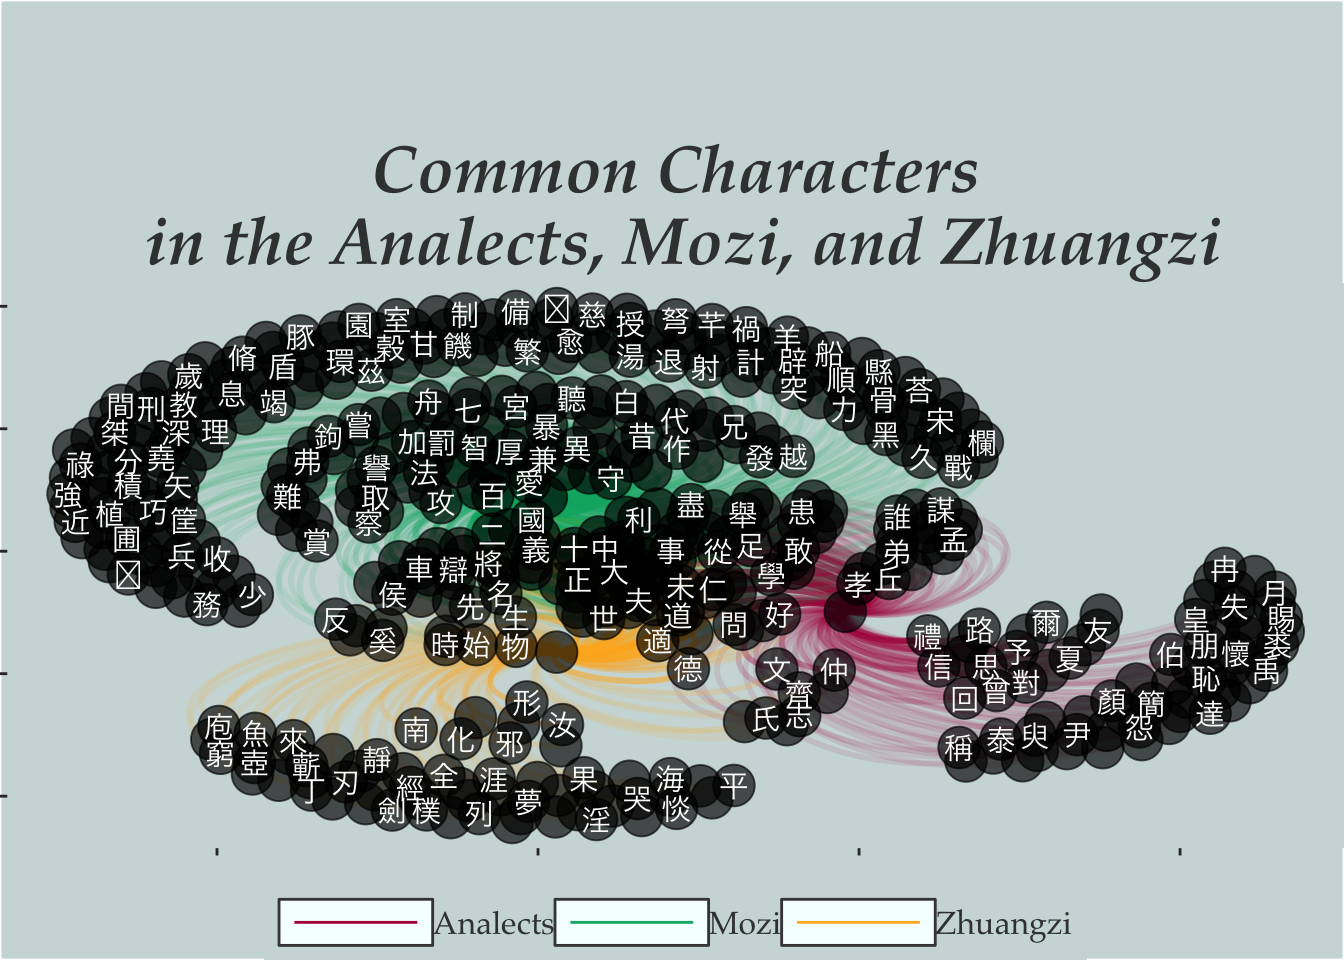 Common Characters
in the Analects, Mozi, and Zhuangzi
制 備 慈 授 弩 芊 禍 羊
豚 園 室 穀 甘 饑 繁 愈 湯 退 射 計 辟 船
脩 盾 環 茲 突 順 縣
歲 息 竭 力 骨 苔
間 刑 教 黑 宋
桀 深 理 久 戰 欄
祿 分 堯
強 積 矢
近 植 巧 筐
圃 兵 收
務 少
舟 七 宮 聽 白 代 兄
鉤 嘗 加 罰 智 厚 暴 異 昔 作 發 越
弗 譽 法 兼 守
難 取 攻 百 愛 盡 舉 患
賞 察 二 國 利 誰 謀
車 辯 將 義 十 中 事 從 足 敢 弟 孟
侯 名 正 大 未 仁 學 孝 丘
反 先 生 世 夫 道 問 好
奚 時 始 物 適 德
文 仲
齊
氏 志
冉 月
失 賜
禮 路 爾 友 皇 裘
信 思 予 夏 伯 朋 懷 禹
回 曾 對 恥
顏 簡 達
稱 泰 臾 尹 怨
形
庖 魚 來 南 化 邪 汝
窮 壺 蘄 靜
丁 刃 經 全 涯 果 海 平
劍 樸 列 夢 淫 哭 惔
Analects Mozi Zhuangzi